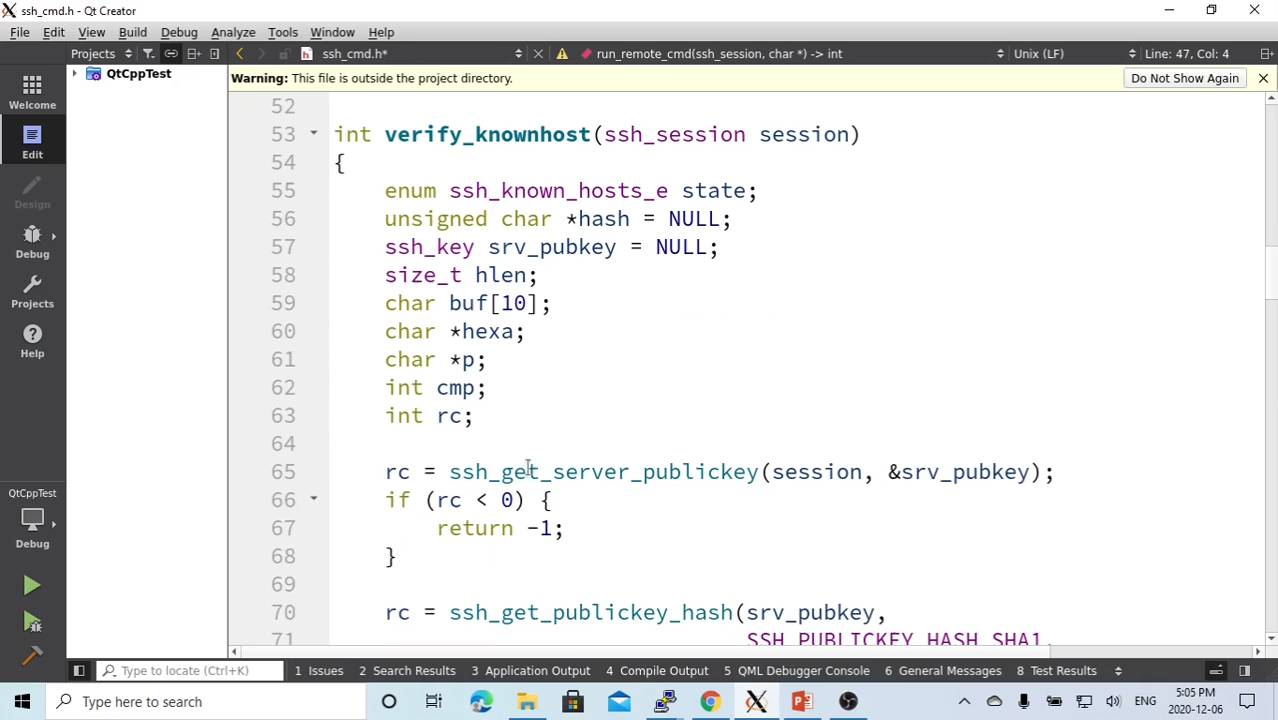 ssh_cmd.h - Qt Creator
File Edit View Build Debug Analyze Tools Window Help
Projects ssh_cmd.h* run_remote_cmd(ssh_session, char *) -> int Unix (LF) Line: 47, Col: 4
QtCppTest
Warning: This file is outside the project directory. Do Not Show Again
Welcome
Edit
Design
Debug
Projects
Help
QtCppTest
Debug
52
53 int verify_knownhost(ssh_session session)
54 {
55 enum ssh_known_hosts_e state;
56 unsigned char *hash = NULL;
57 ssh_key srv_pubkey = NULL;
58 size_t hlen;
59 char buf[10];
60 char *hexa;
61 char *p;
62 int cmp;
63 int rc;
64
65 rc = ssh_get_server_publickey(session, &srv_pubkey);
66 if (rc < 0) {
67 return -1;
68 }
69
70 rc = ssh_get_publickey_hash(srv_pubkey,
71 SSH_PUBLICKEY_HASH_SHA1,
Type to locate (Ctrl+K) 1 Issues 2 Search Results 3 Application Output 4 Compile Output 5 QML Debugger Console 6 General Messages 8 Test Results
Type here to search ENG 5:05 PM
2020-12-06